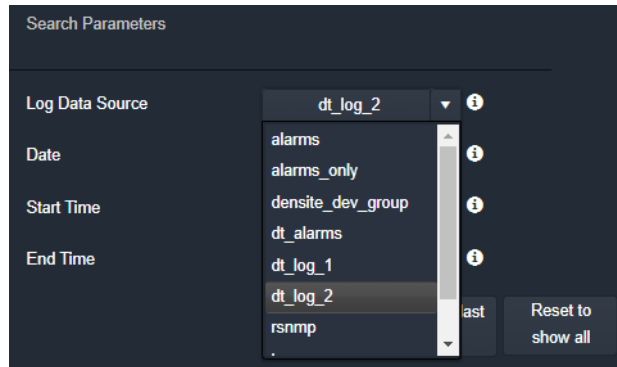 Search Parameters
Log Data Source
dt_log_2
Date
Start Time
End Time
alarms
alarms_only
densite_dev_group
dt_alarms
dt_log_1
dt_log_2
rsnmp
last
Reset to
show all